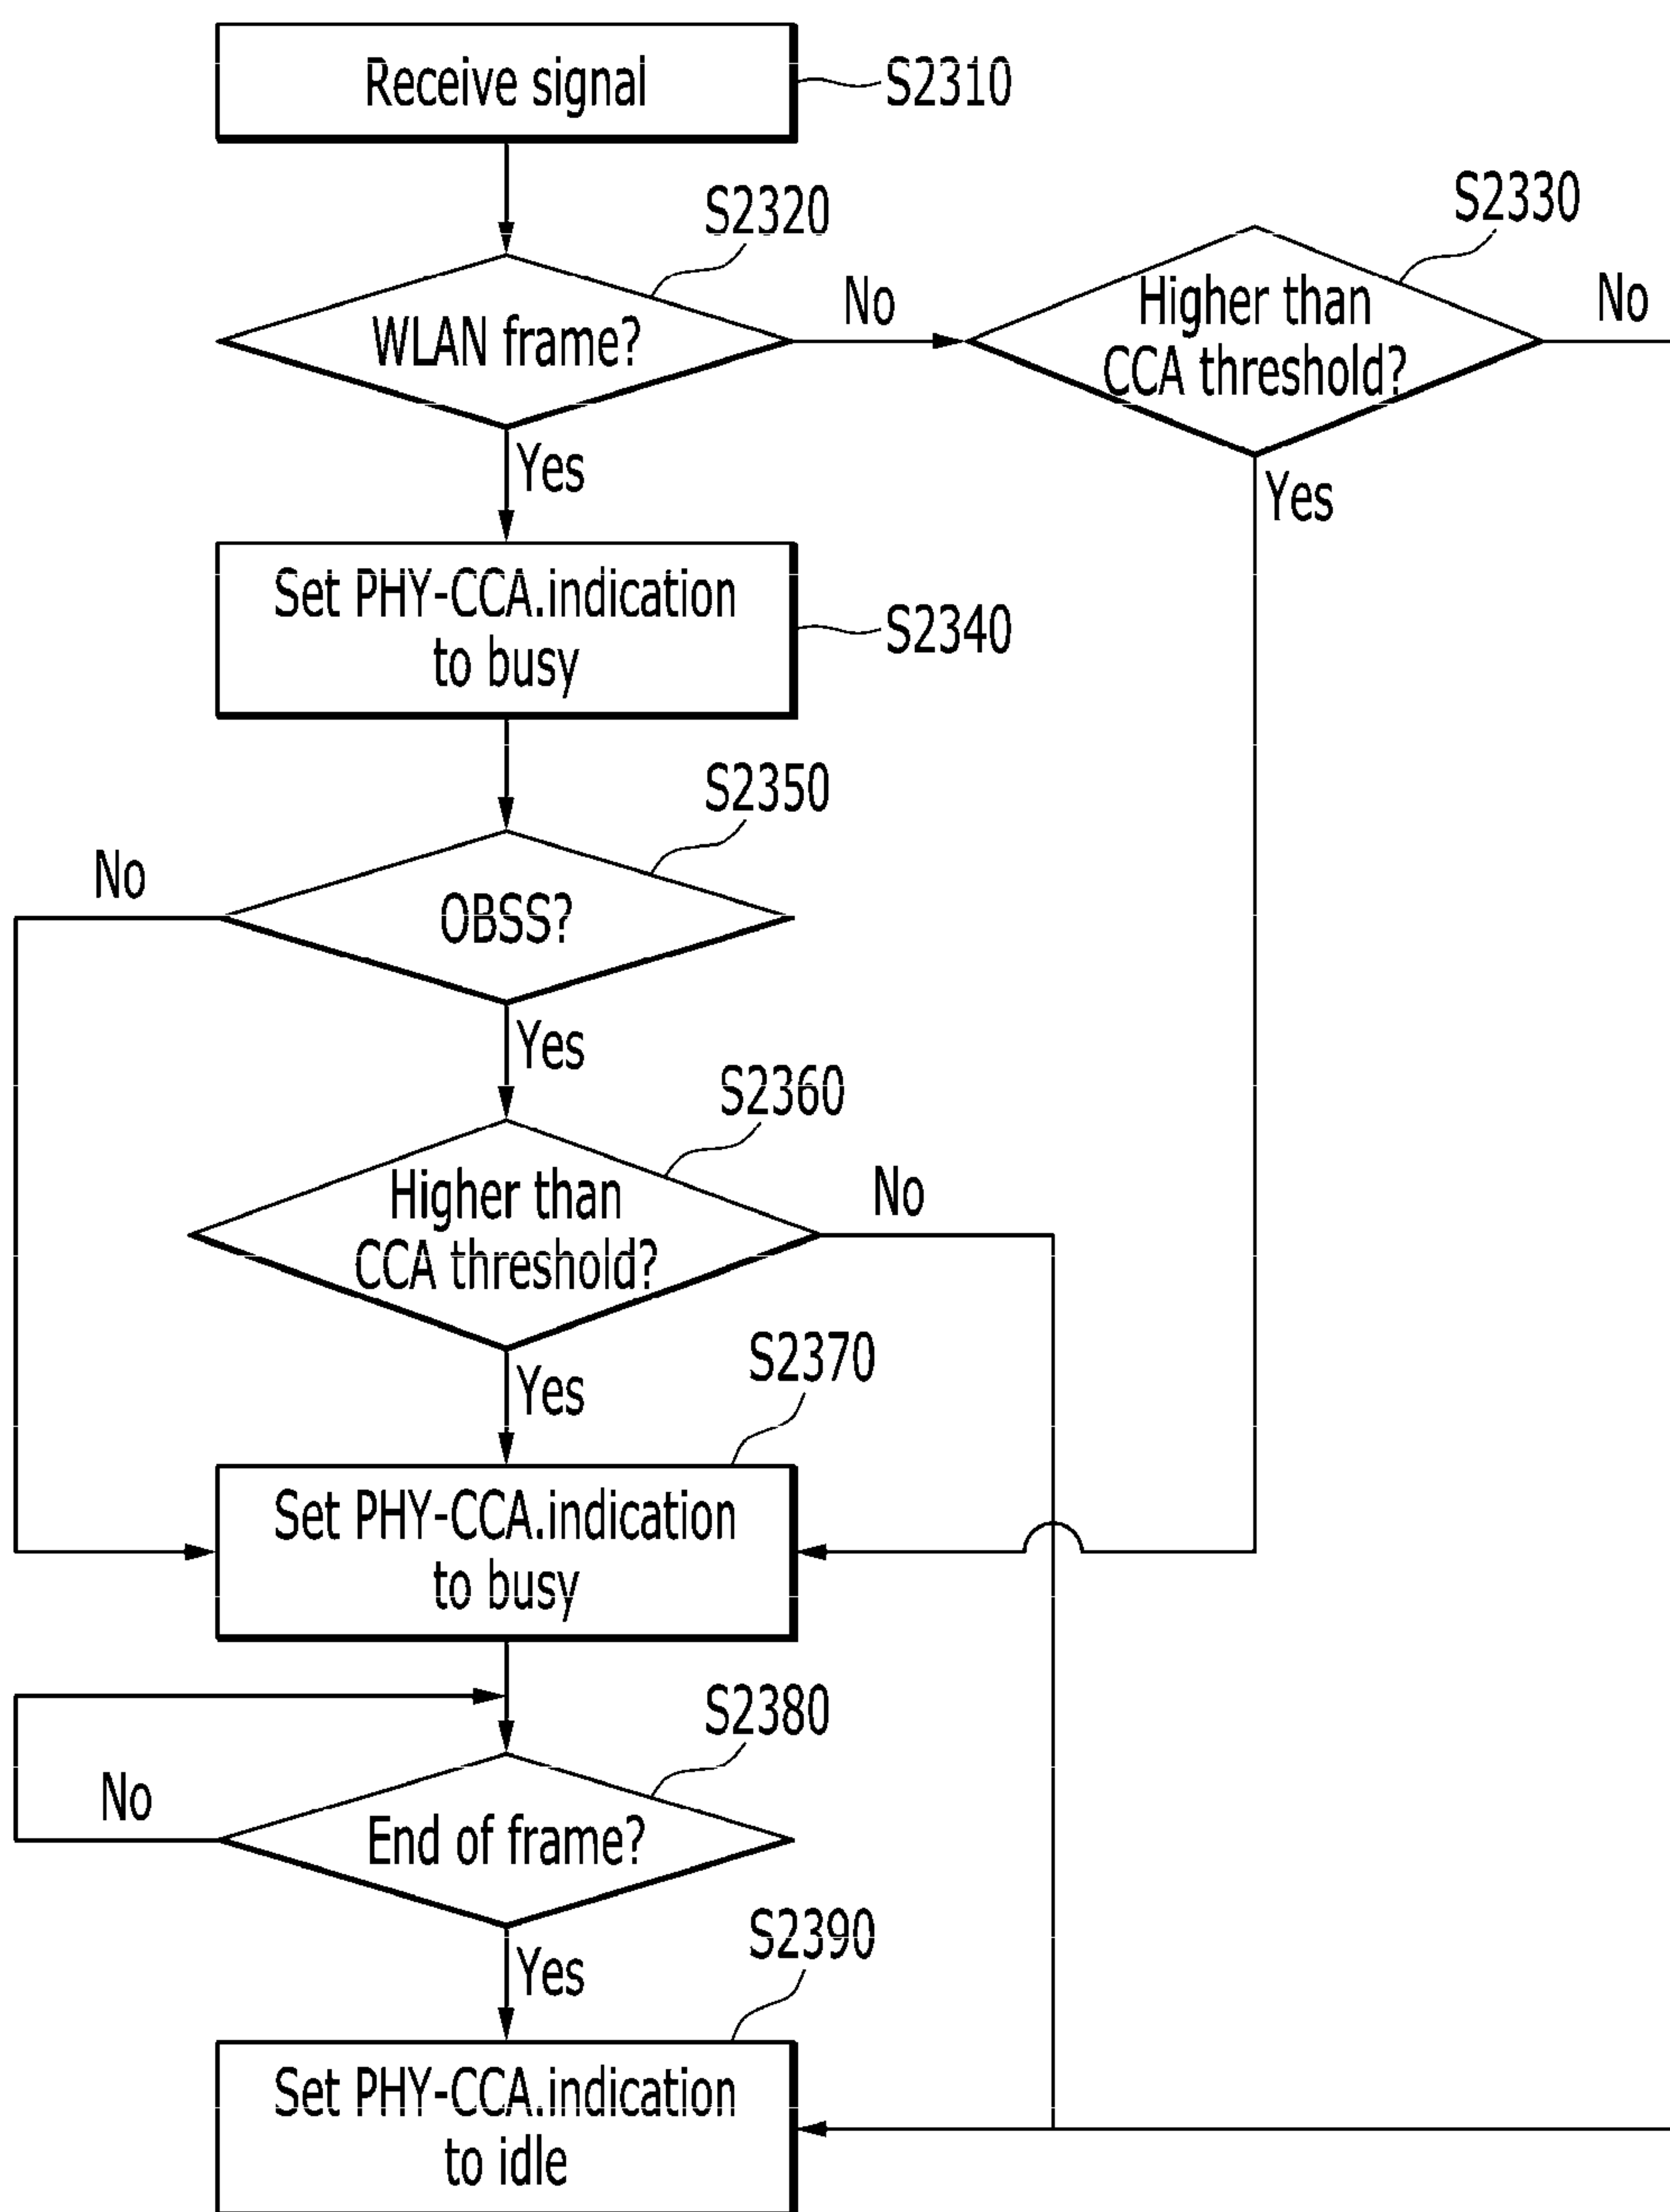 Receive signal
S2310
S2320
S2330
WLAN frame?
No
Higher than
CCA threshold?
No
Yes
Yes
Set PHY-CCA.indication
to busy
S2340
S2350
No
OBSS?
Yes
S2360
Higher than
CCA threshold?
No
Yes
S2370
Set PHY-CCA.indication
to busy
S2380
No
End of frame?
Yes
S2390
Set PHY-CCA.indication
to idle